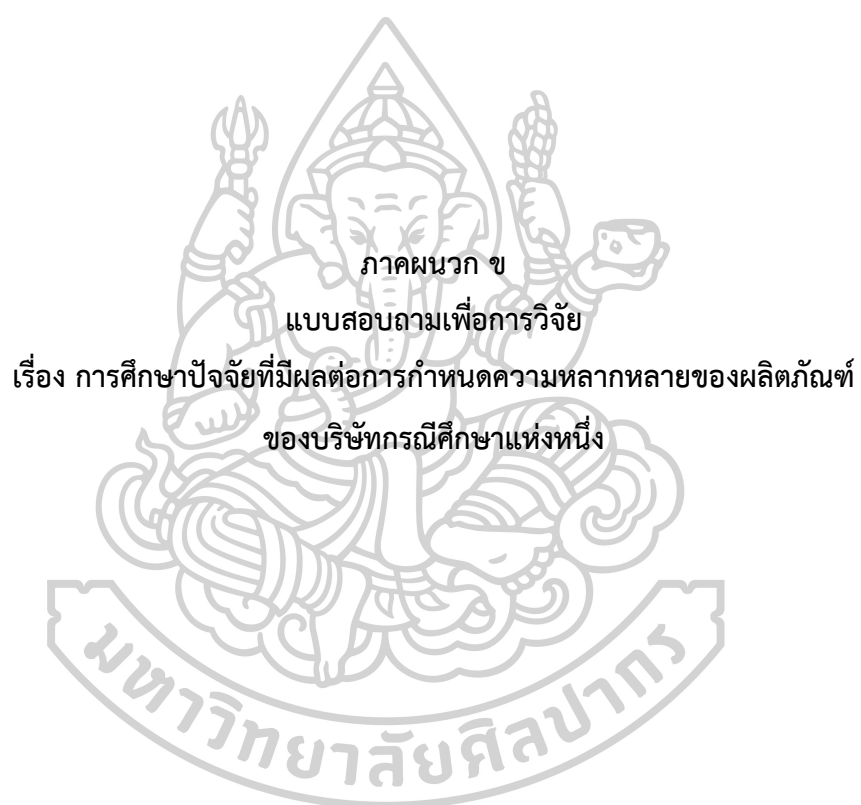 ภาคผนวก ข
แบบสอบถามเพื่อการวิจัย
เรื่อง การศึกษาปัจจัยที่มีผลต่อการกำหนดความหลากหลายของผลิตภัณฑ์
ของบริษัทกรณีศึกษาแห่งหนึ่ง
มหาวิทยาลัยศิลปากร